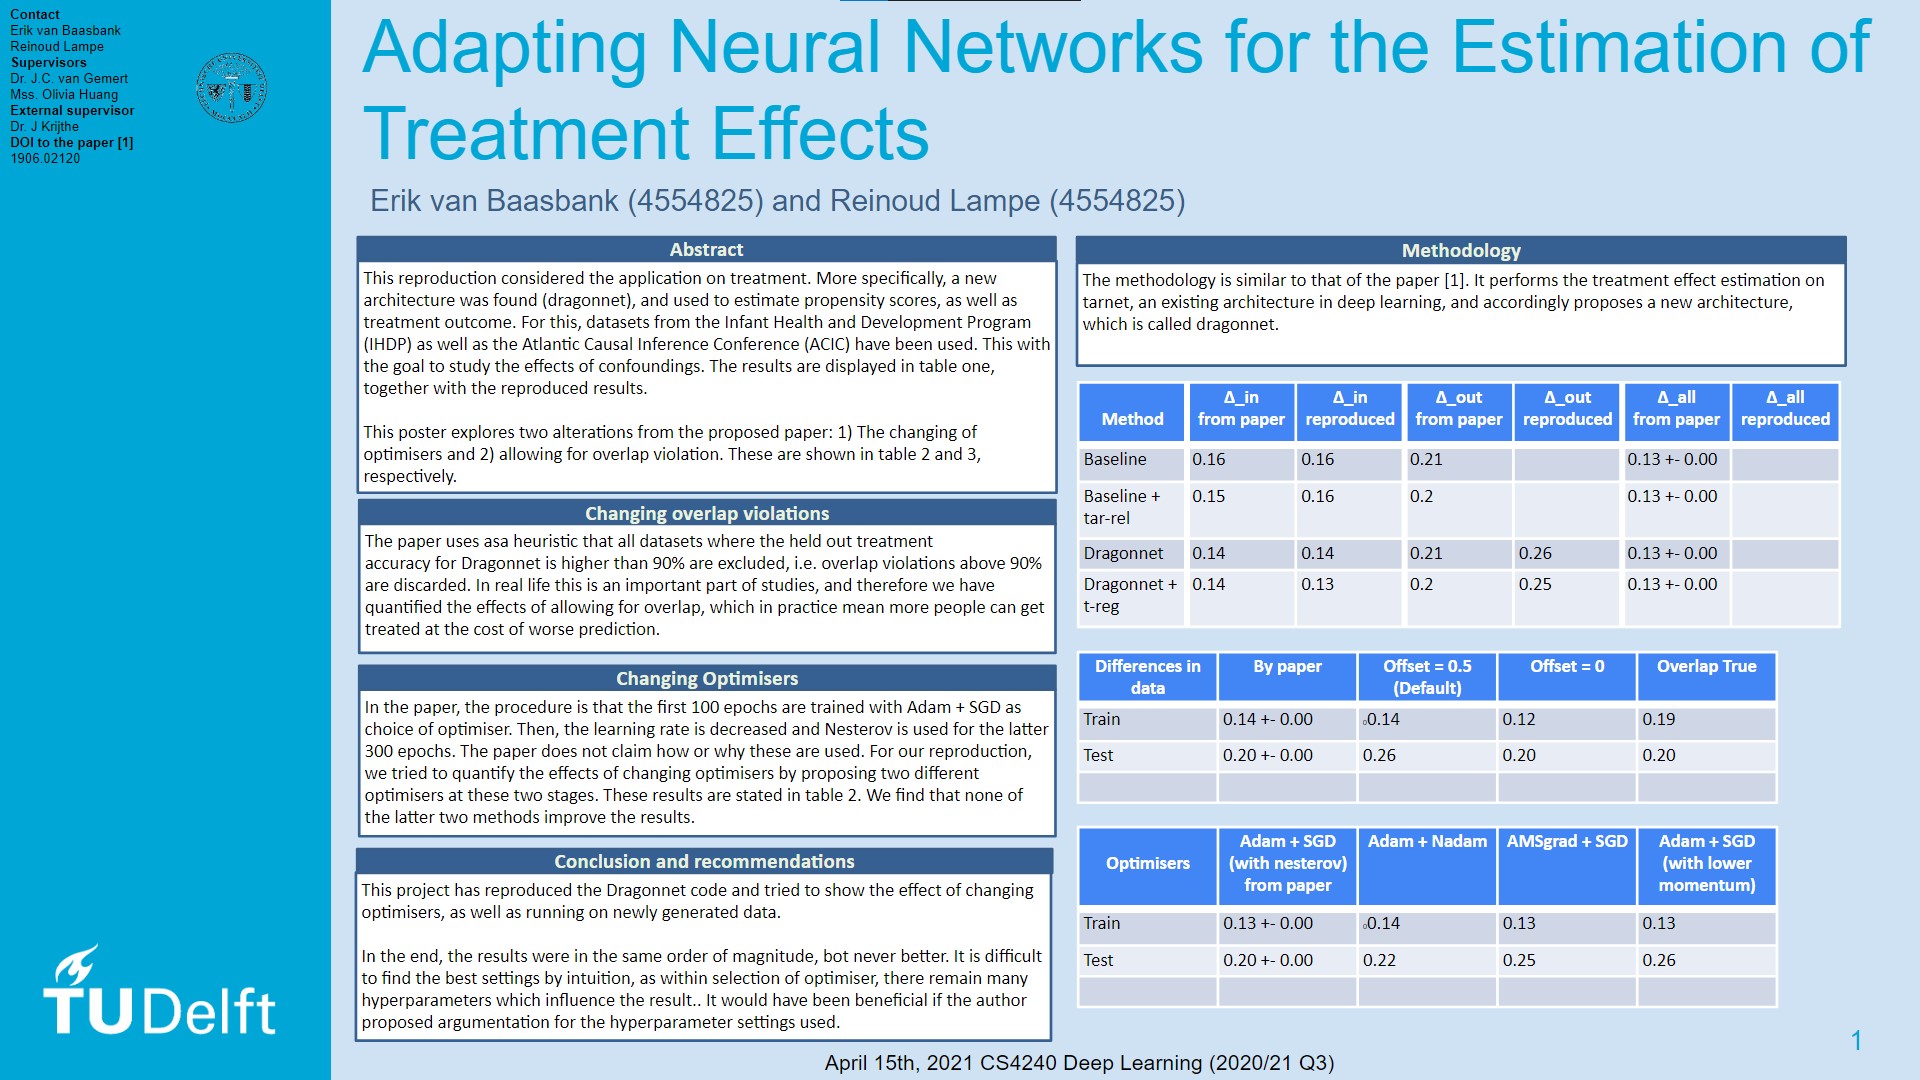 Contact
Erik van Baasbank
Reinoud Lampe
Supervisors
Dr. J.C. van Gemert
Mss. Olivia Huang
External supervisor
Dr. J Krijthe
DOI to the paper [1]
1906.02120
Adapting Neural Networks for the Estimation of
Treatment Effects
Erik van Baasbank (4554825) and Reinoud Lampe (4554825)
Abstract
This reproduction considered the application on treatment. More specifically, a new
architecture was found (dragonnet), and used to estimate propensity scores, as well as
treatment outcome. For this, datasets from the Infant Health and Development Program
(IHDP) as well as the Atlantic Causal Inference Conference (ACIC) have been used. This with
the goal to study the effects of confoundings. The results are displayed in table one,
together with the reproduced results.
This poster explores two alterations from the proposed paper: 1) The changing of
optimisers and 2) allowing for overlap violation. These are shown in table 2 and 3,
respectively.
Changing overlap violations
The paper uses asa heuristic that all datasets where the held out treatment
accuracy for Dragonnet is higher than 90% are excluded, i.e. overlap violations above 90%
are discarded. In real life this is an important part of studies, and therefore we have
quantified the effects of allowing for overlap, which in practice mean more people can get
treated at the cost of worse prediction.
Changing Optimisers
In the paper, the procedure is that the first 100 epochs are trained with Adam + SGD as
choice of optimiser. Then, the learning rate is decreased and Nesterov is used for the latter
300 epochs. The paper does not claim how or why these are used. For our reproduction,
we tried to quantify the effects of changing optimisers by proposing two different
optimisers at these two stages. These results are stated in table 2. We find that none of
the latter two methods improve the results.
Conclusion and recommendations
This project has reproduced the Dragonnet code and tried to show the effect of changing
optimisers, as well as running on newly generated data.
In the end, the results were in the same order of magnitude, bot never better. It is difficult
to find the best settings by intuition, as within selection of optimiser, there remain many
hyperparameters which influence the result.. It would have been beneficial if the author
proposed argumentation for the hyperparameter settings used.
Methodology
The methodology is similar to that of the paper [1]. It performs the treatment effect estimation on
tarnet, an existing architecture in deep learning, and accordingly proposes a new architecture,
which is called dragonnet.
Δ_in Δ_in Δ_out Δ_out Δ_all Δ_all
Method from paper reproduced from paper reproduced from paper reproduced
Baseline 0.16 0.16 0.21 0.13 +- 0.00
Baseline + 0.15 0.16 0.2 0.13 +- 0.00
tar-rel
Dragonnet 0.14 0.14 0.21 0.26 0.13 +- 0.00
Dragonnet + 0.14 0.13 0.2 0.25 0.13 +- 0.00
t-reg
Differences in By paper Offset = 0.5 Offset = 0 Overlap True
data (Default)
Train 0.14 +- 0.00 0.14 0.12 0.19
Test 0.20 +- 0.00 0.26 0.20 0.20
Adam + SGD Adam + Nadam AMSgrad + SGD Adam + SGD
Optimisers (with nesterov) (with lower
from paper momentum)
Train 0.13 +- 0.00 0.14 0.13 0.13
Test 0.20 +- 0.00 0.22 0.25 0.26
TU Delft
April 15th, 2021 CS4240 Deep Learning (2020/21 Q3)
1